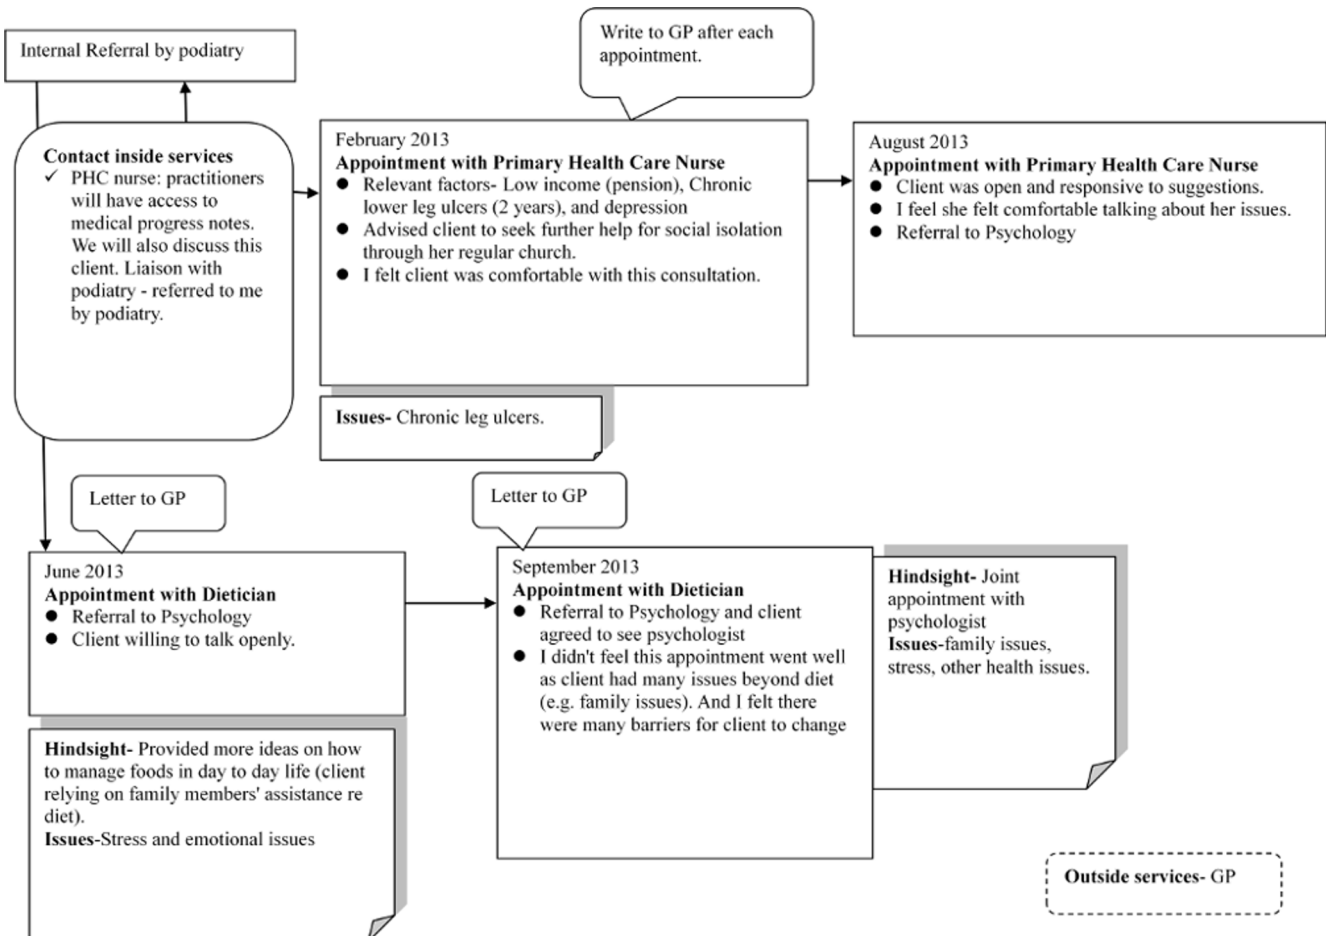 Internal Referral by podiatry
Write to GP after each
appointment.
Contact inside services
✓ PHC nurse: practitioners
will have access to
medical progress notes.
We will also discuss this
client. Liaison with
podiatry - referred to me
by podiatry.
February 2013
Appointment with Primary Health Care Nurse
● Relevant factors- Low income (pension), Chronic
lower leg ulcers (2 years), and depression
● Advised client to seek further help for social isolation
through her regular church.
● I felt client was comfortable with this consultation.
Issues- Chronic leg ulcers.
August 2013
Appointment with Primary Health Care Nurse
● Client was open and responsive to suggestions.
● I feel she felt comfortable talking about her issues.
● Referral to Psychology
Letter to GP
June 2013
Appointment with Dietician
● Referral to Psychology
● Client willing to talk openly.
Hindsight- Provided more ideas on how
to manage foods in day to day life (client
relying on family members' assistance re
diet).
Issues-Stress and emotional issues
Letter to GP
September 2013
Appointment with Dietician
● Referral to Psychology and client
agreed to see psychologist
● I didn't feel this appointment went well
as client had many issues beyond diet
(e.g. family issues). And I felt there
were many barriers for client to change
Hindsight- Joint
appointment with
psychologist
Issues-family issues,
stress, other health issues.
Outside services- GP